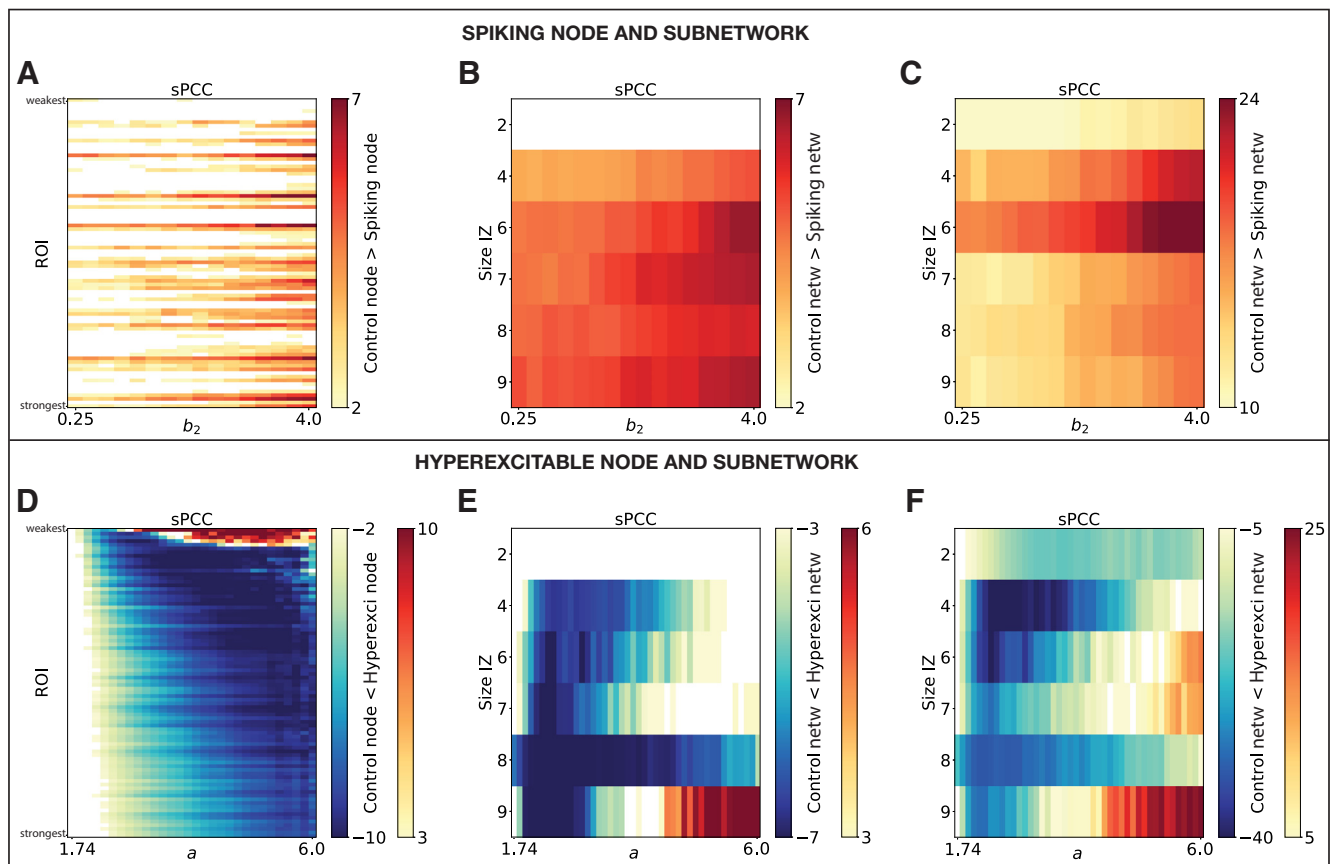 SPIKING NODE AND SUBNETWORK
A
sPCC
weakest
ROI
strongest
0.25
b₂
4.0
7
Control node > Spiking node
2
B
sPCC
2
4
6
7
8
9
Size IZ
0.25
b₂
4.0
7
Control netw > Spiking netw
2
C
sPCC
2
4
6
7
8
9
Size IZ
0.25
b₂
4.0
24
Control netw > Spiking netw
10
HYPEREXCITABLE NODE AND SUBNETWORK
D
sPCC
weakest
ROI
strongest
1.74
a
6.0
−2
−10
Control node < Hyperexci node
10
3
E
sPCC
2
4
6
7
8
9
Size IZ
1.74
a
6.0
−3
−7
Control netw < Hyperexci netw
6
3
F
sPCC
2
4
6
7
8
9
Size IZ
1.74
a
6.0
−5
−40
Control netw < Hyperexci netw
25
5